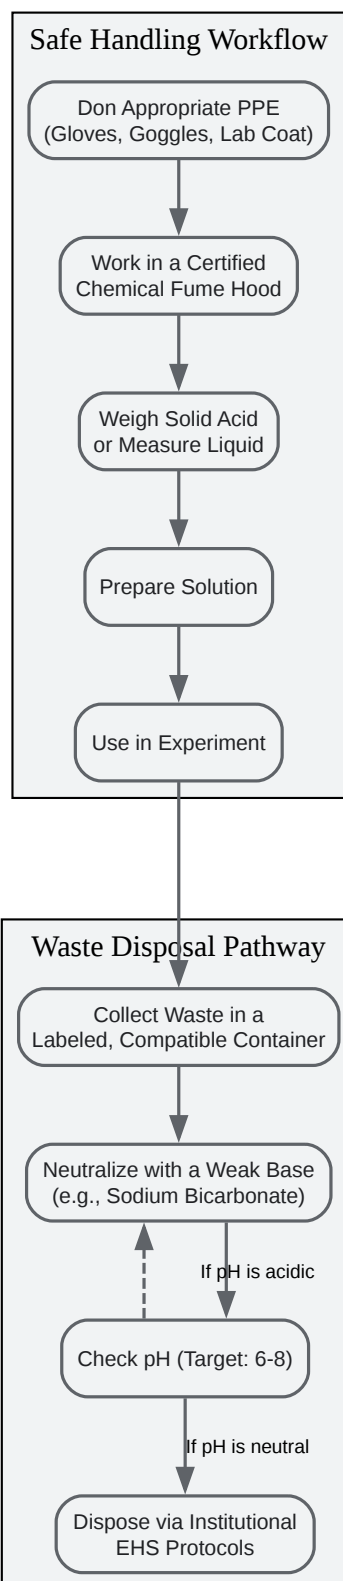 Safe Handling Workflow
Don Appropriate PPE
(Gloves, Goggles, Lab Coat)
Work in a Certified
Chemical Fume Hood
Weigh Solid Acid
or Measure Liquid
Prepare Solution
Use in Experiment
Waste Disposal Pathway
Collect Waste in a
Labeled, Compatible Container
Neutralize with a Weak Base
(e.g., Sodium Bicarbonate)
If pH is acidic
Check pH (Target: 6-8)
If pH is neutral
Dispose via Institutional
EHS Protocols